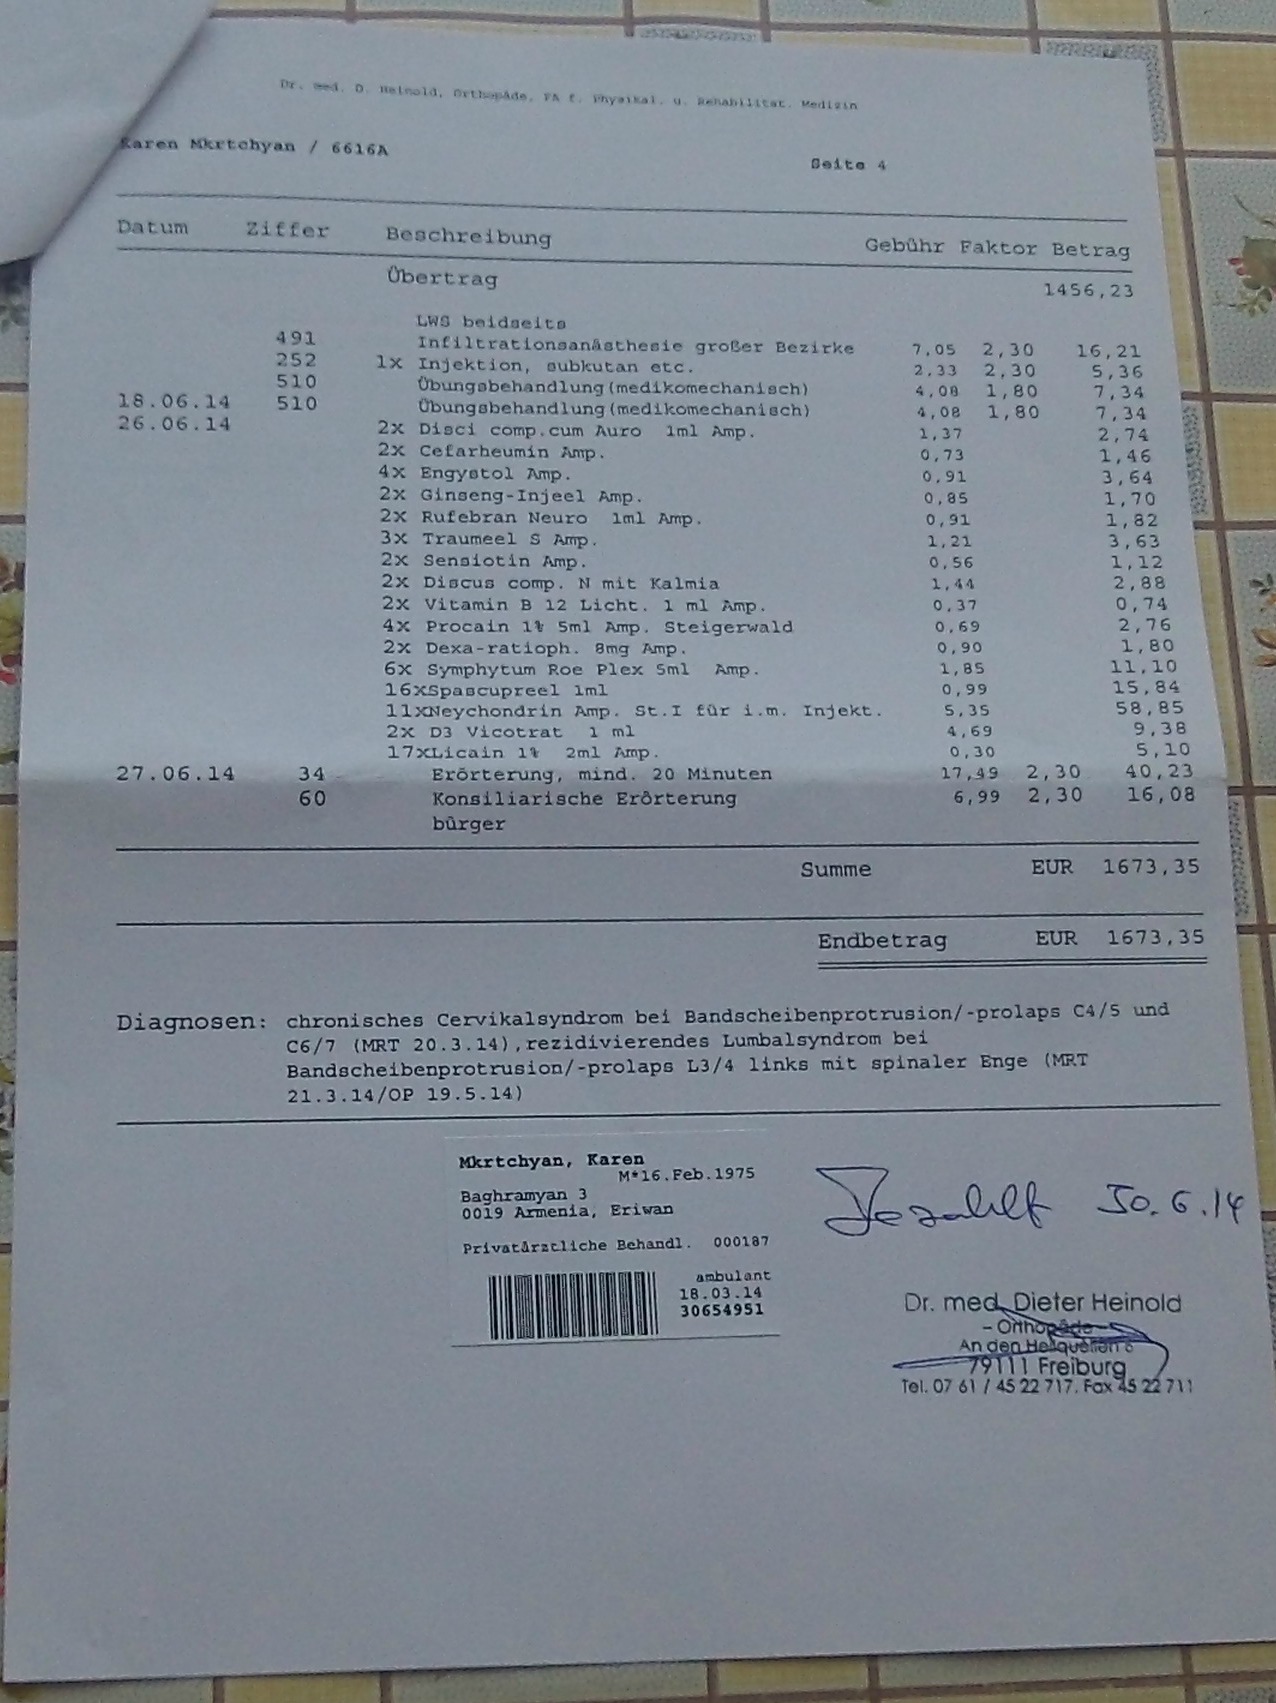 Dr. med. D. Heinold, Orthopäde, FA f. Physikal. u. Rehabilitat. Medizin
Karen Mkrtchyan / 6616A
Seite 4
Datum Ziffer Beschreibung Gebühr Faktor Betrag
Übertrag 1456,23
LWS beidseits
491 Infiltrationsanästhesie großer Bezirke 7,05 2,30 16,21
252 1x Injektion, subkutan etc. 2,33 2,30 5,36
510 Übungsbehandlung(medikomechanisch) 4,08 1,80 7,34
18.06.14 510 Übungsbehandlung(medikomechanisch) 4,08 1,80 7,34
26.06.14 2x Disci comp.cum Auro 1ml Amp. 1,37 2,74
2x Cefarheumin Amp. 0,73 1,46
4x Engystol Amp. 0,91 3,64
2x Ginseng-Injeel Amp. 0,85 1,70
2x Rufebran Neuro 1ml Amp. 0,91 1,82
3x Traumeel S Amp. 1,21 3,63
2x Sensiotin Amp. 0,56 1,12
2x Discus comp. N mit Kalmia 1,44 2,88
2x Vitamin B 12 Licht. 1 ml Amp. 0,37 0,74
4x Procain 1% 5ml Amp. Steigerwald 0,69 2,76
2x Dexa-ratioph. 8mg Amp. 0,90 1,80
6x Symphytum Roe Plex 5ml Amp. 1,85 11,10
16xSpascupreel 1ml 0,99 15,84
11xNeychondrin Amp. St.I für i.m. Injekt. 5,35 58,85
2x D3 Vicotrat 1 ml 4,69 9,38
17xLicain 1% 2ml Amp. 0,30 5,10
27.06.14 34 Erörterung, mind. 20 Minuten 17,49 2,30 40,23
60 Konsiliarische Erörterung 6,99 2,30 16,08
bürger
Summe EUR 1673,35
Endbetrag EUR 1673,35
Diagnosen: chronisches Cervikalsyndrom bei Bandscheibenprotrusion/-prolaps C4/5 und
C6/7 (MRT 20.3.14),rezidivierendes Lumbalsyndrom bei
Bandscheibenprotrusion/-prolaps L3/4 links mit spinaler Enge (MRT
21.3.14/OP 19.5.14)
Mkrtchyan, Karen
M*16.Feb.1975
Baghramyan 3
0019 Armenia, Eriwan
Privatärztliche Behandl. 000187
ambulant
18.03.14
30654951
Bezahlt 30.6.14
Dr. med. Dieter Heinold
- Orthopäde -
An den Heilquellen 6
79111 Freiburg
Tel. 07 61 / 45 22 717. Fax 45 22 711